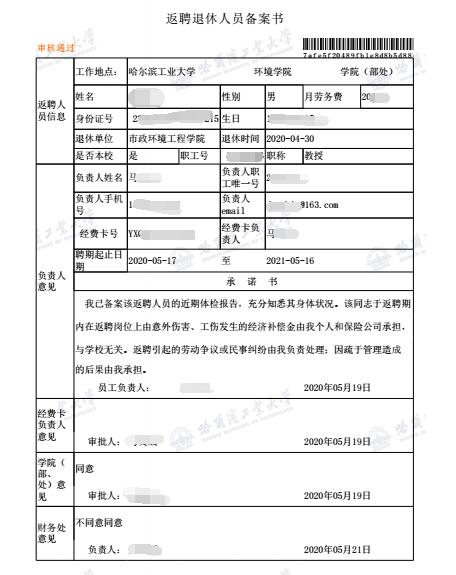 返聘退休人员备案书
审核通过
7afe5f20489fb1e8d8b5d88
返聘人员信息
工作地点: 哈尔滨工业大学 环境学院 学院（部处）
姓名 性别 男 月劳务费 20
身份证号 2 215 生日 1
退休单位 市政环境工程学院 退休时间 2020-04-30
是否本校 是 职工号 职称 教授
负责人意见
负责人姓名 马 负责人职工唯一号 2
负责人手机号 1 负责人email @163.com
经费卡号 YX 经费卡负责人 马
聘期起止日期 2020-05-17 至 2021-05-16
承 诺 书
我已备案该返聘人员的近期体检报告，充分知悉其身体状况。该同志于返聘期
内在返聘岗位上由意外伤害、工伤发生的经济补偿金由我个人和保险公司承担，
与学校无关。返聘引起的劳动争议或民事纠纷由我负责处理；因疏于管理造成
的后果由我承担。
员工负责人： 2020年05月19日
经费卡负责人意见
审批人： 2020年05月19日
学院（部、处）意见
同意
审批人： 2020年05月19日
财务处意见
不同意同意
负责人： 2020年05月21日
哈尔滨工业大学